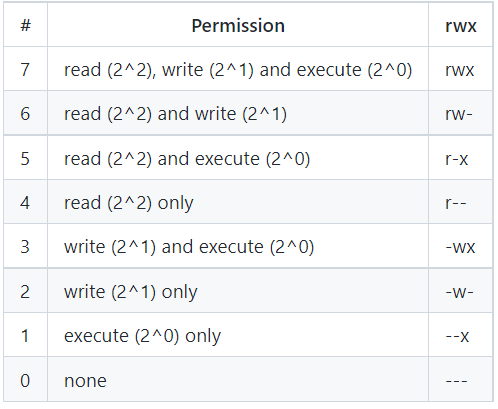 # Permission rwx
7 read (2^2), write (2^1) and execute (2^0) rwx
6 read (2^2) and write (2^1) rw-
5 read (2^2) and execute (2^0) r-x
4 read (2^2) only r--
3 write (2^1) and execute (2^0) -wx
2 write (2^1) only -w-
1 execute (2^0) only --x
0 none ---